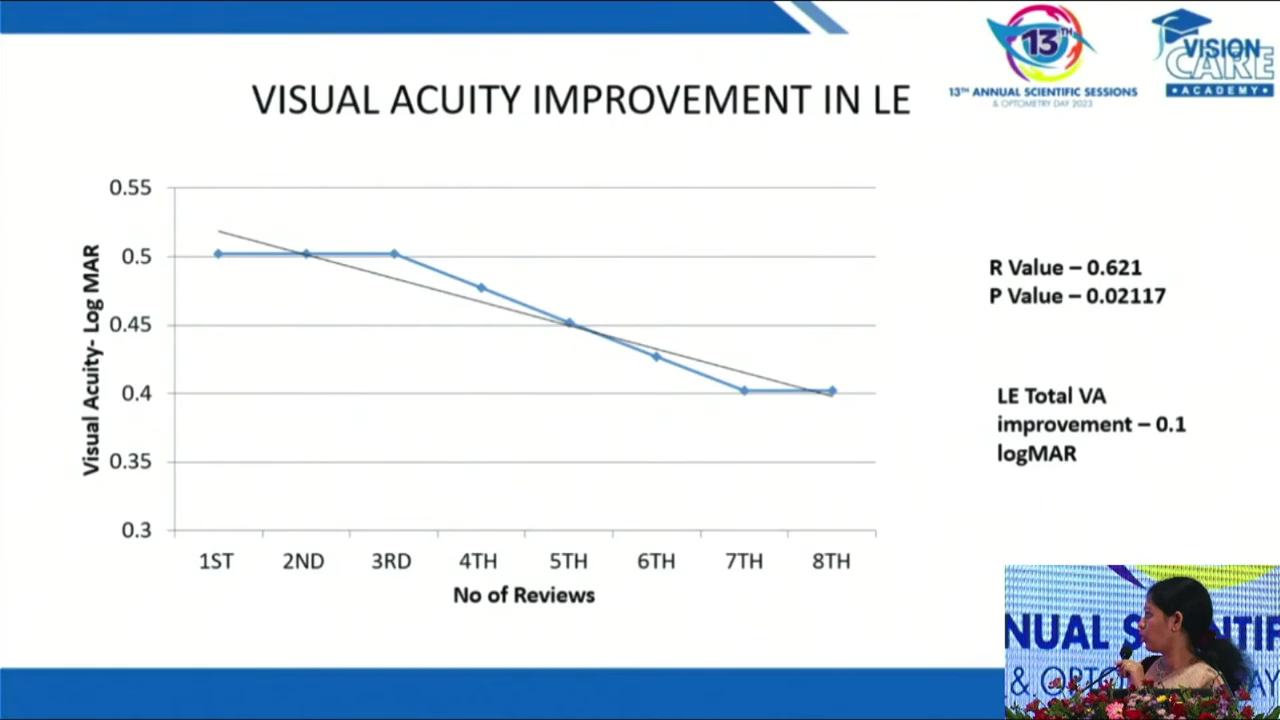 13TH
13TH ANNUAL SCIENTIFIC SESSIONS
& OPTOMETRY DAY 2023
VISION
CARE
• ACADEMY •
VISUAL ACUITY IMPROVEMENT IN LE
Visual Acuity- Log MAR
0.55
0.5
0.45
0.4
0.35
0.3
1ST 2ND 3RD 4TH 5TH 6TH 7TH 8TH
No of Reviews
R Value – 0.621
P Value – 0.02117
LE Total VA
improvement – 0.1
logMAR
NUAL S NTIF
& OPTO AY